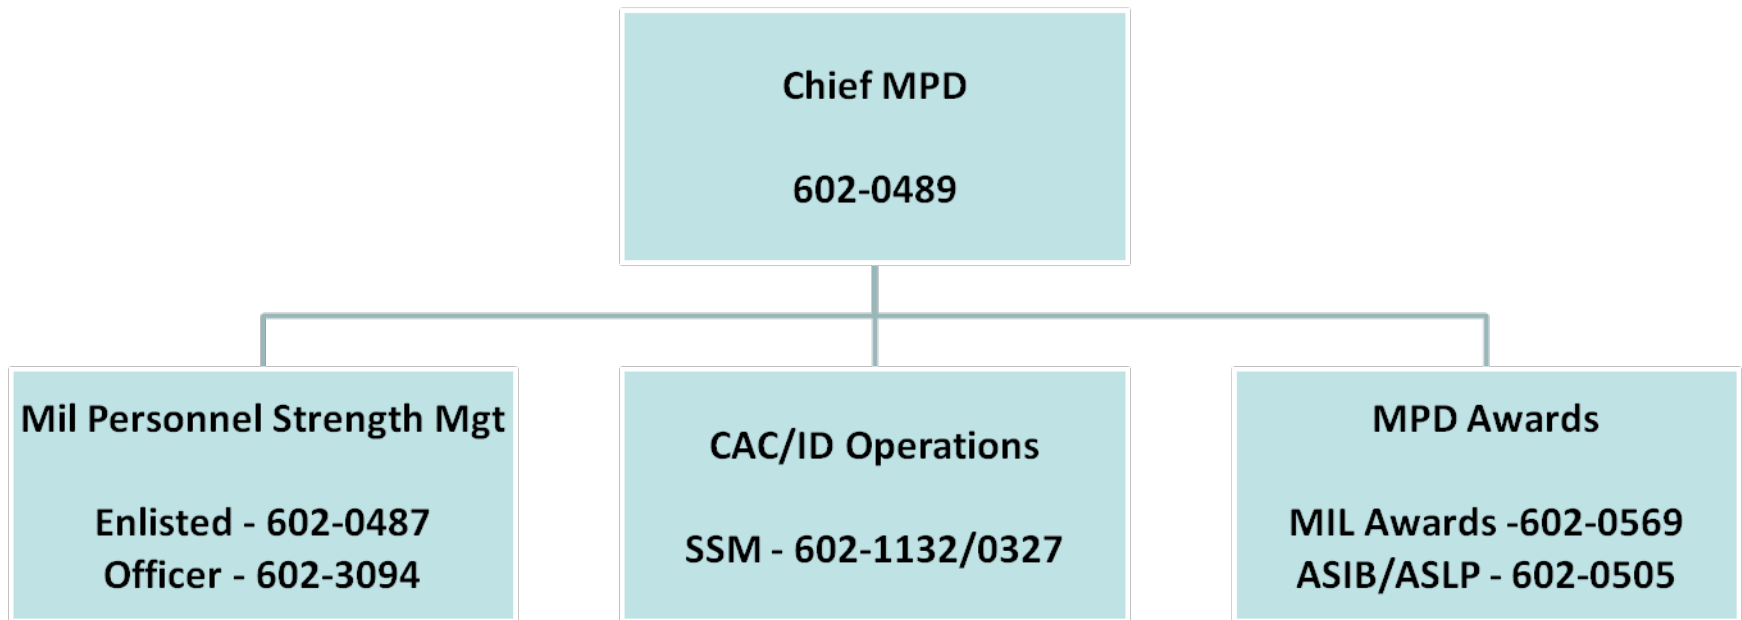 Chief MPD
602-0489
Mil Personnel Strength Mgt
Enlisted - 602-0487
Officer - 602-3094
CAC/ID Operations
SSM - 602-1132/0327
MPD Awards
MIL Awards -602-0569
ASIB/ASLP - 602-0505